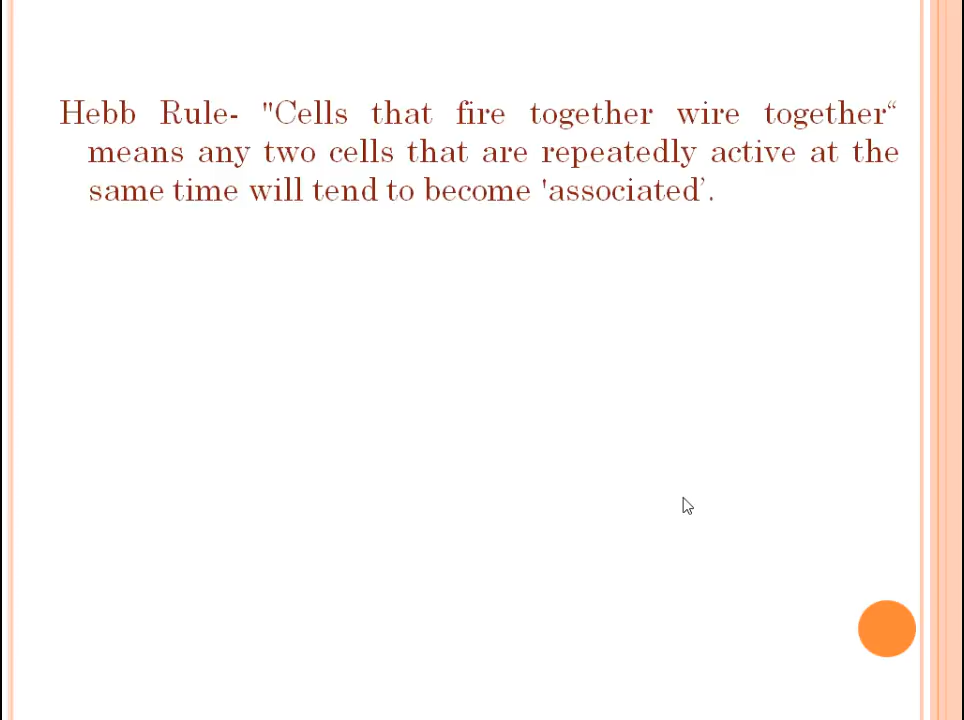 Hebb Rule- "Cells that fire together wire together“
means any two cells that are repeatedly active at the
same time will tend to become 'associated’.